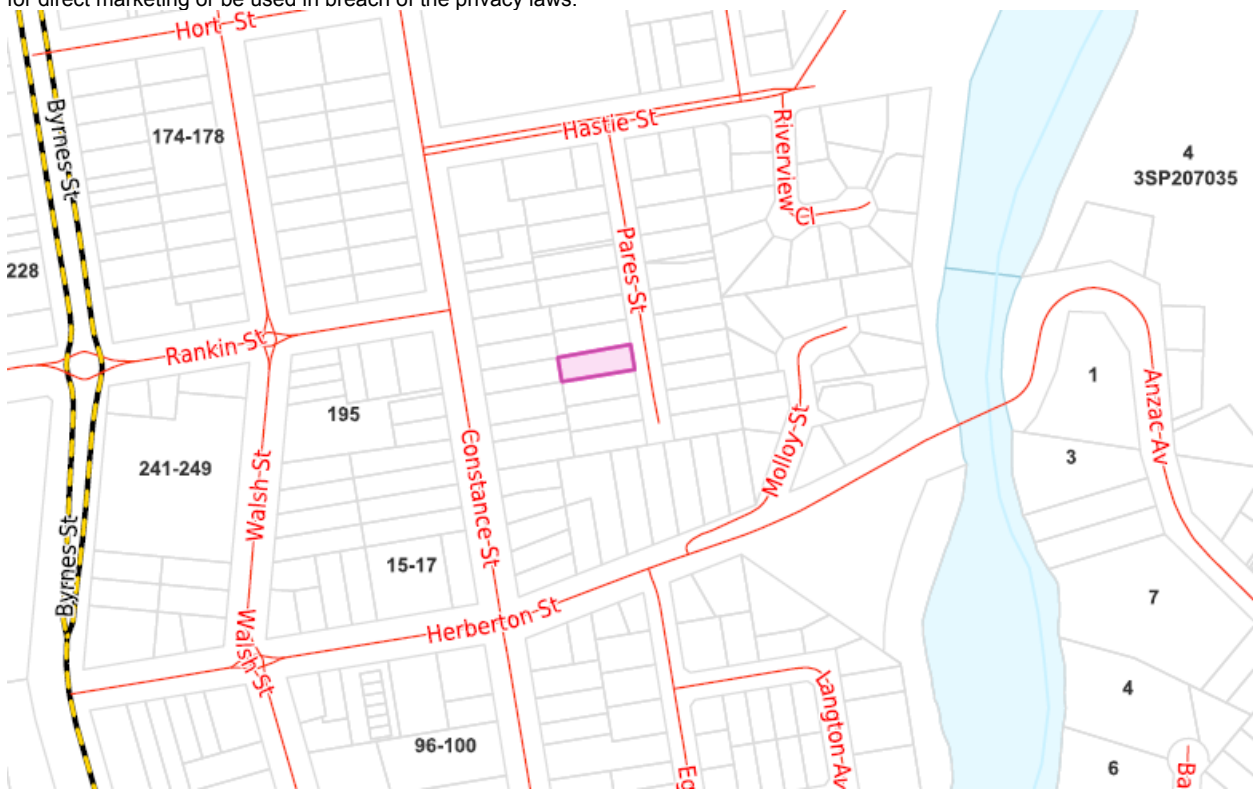 for direct marketing or be used in breach of the privacy laws.
Hort St
Byrnes St
174-178
Hastie St
Riverview Cl
4
3SP207035
228
Pares St
Rankin St
195
1
Anzac Av
241-249
Walsh St
Constance St
Molloy St
3
Byrnes St
15-17
7
Herberton St
Walsh St
Langton Av
4
96-100
6
Eg
Ba